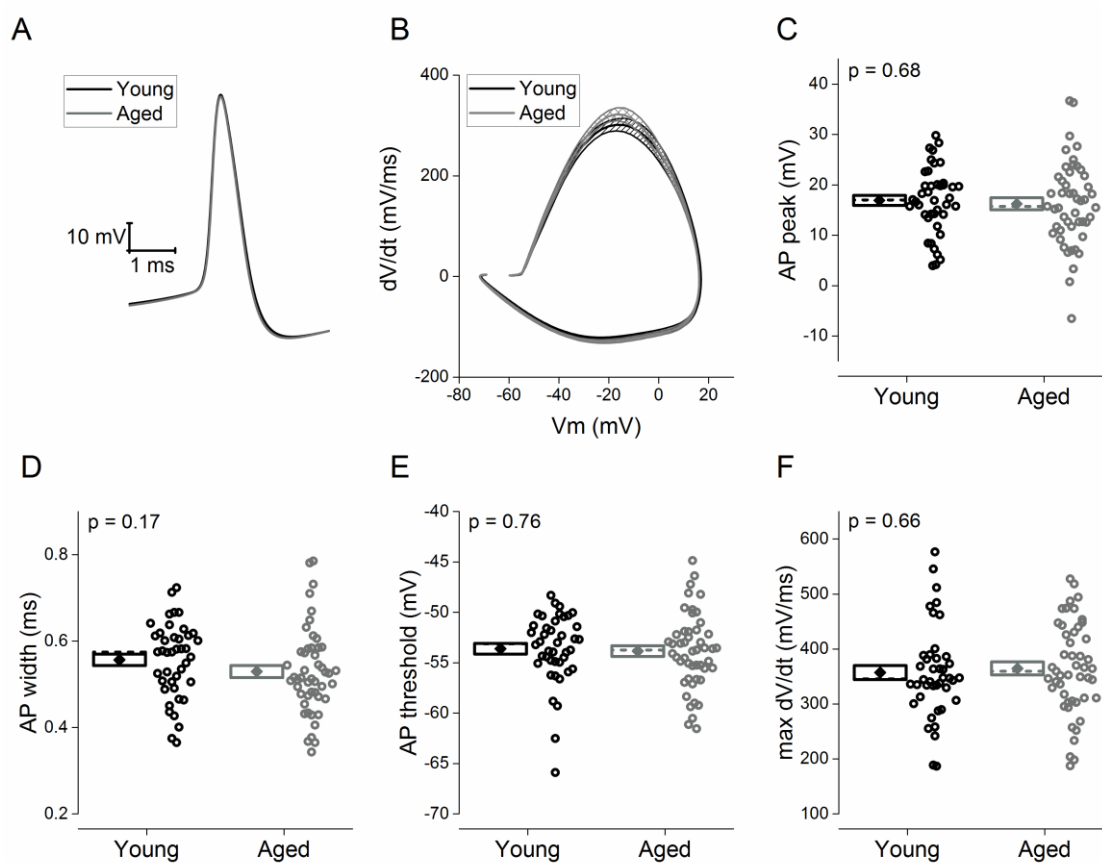 A
Young
Aged
10 mV
1 ms
B
Young
Aged
dV/dt (mV/ms)
400
200
0
-200
-80
-60
-40
-20
0
20
Vm (mV)
C
p = 0.68
AP peak (mV)
40
30
20
10
0
-10
Young
Aged
D
p = 0.17
AP width (ms)
0.8
0.6
0.4
0.2
Young
Aged
E
p = 0.76
AP threshold (mV)
-40
-45
-50
-55
-60
-65
-70
Young
Aged
F
p = 0.66
max dV/dt (mV/ms)
600
500
400
300
200
100
Young
Aged